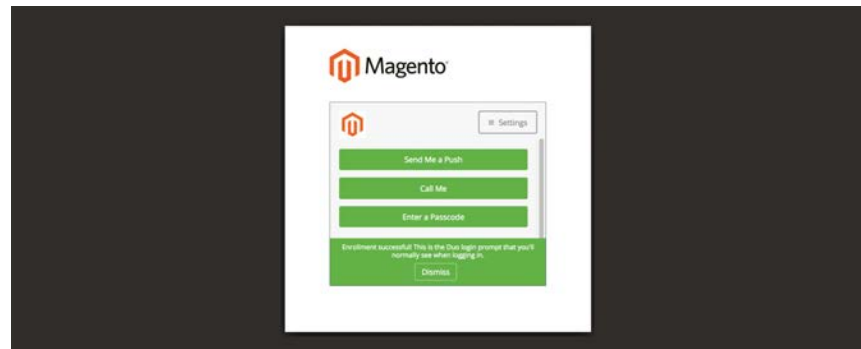 Magento
Settings
Send Me a Push
Call Me
Enter a Passcode
Enrollment successful! This is the Duo login prompt that you'll
normally see when logging in.
Dismiss